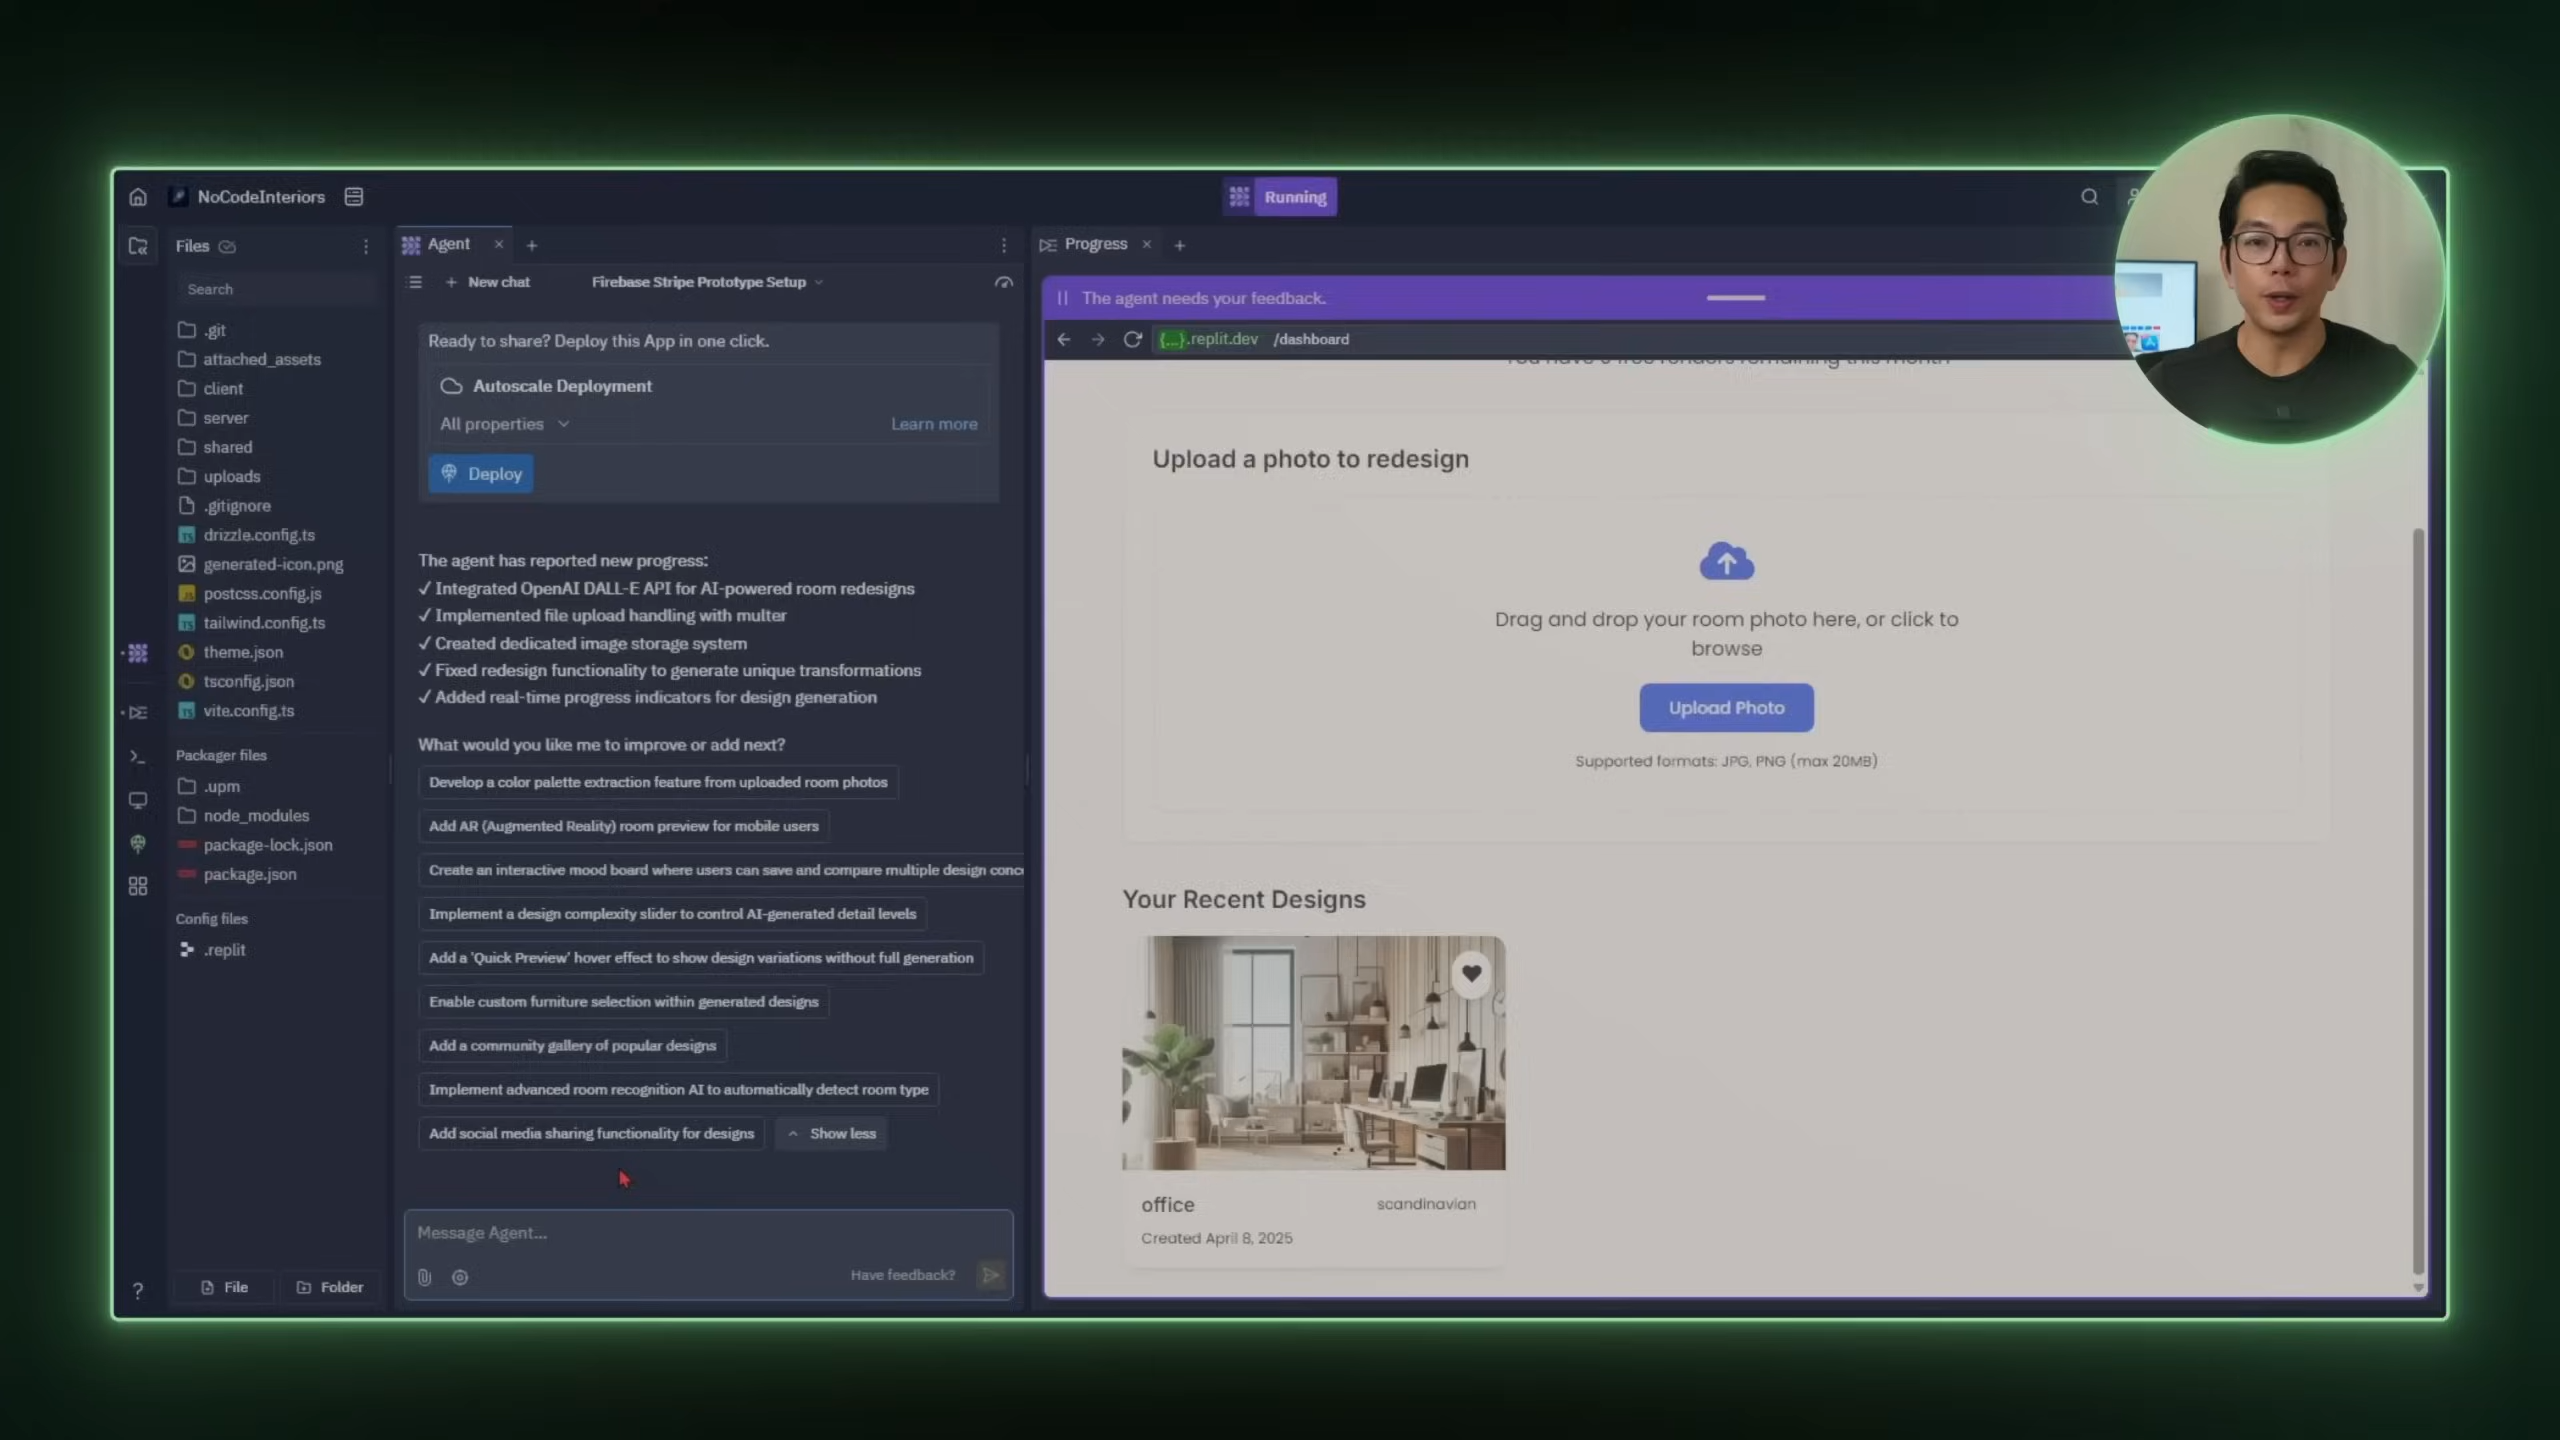 NoCodeInteriors
Running
Files
Search
.git
attached_assets
client
server
shared
uploads
.gitignore
drizzle.config.ts
generated-icon.png
postcss.config.js
tailwind.config.ts
theme.json
tsconfig.json
vite.config.ts
Packager files
.upm
node_modules
package-lock.json
package.json
Config files
.replit
File
Folder
Agent
New chat
Firebase Stripe Prototype Setup
Ready to share? Deploy this App in one click.
Autoscale Deployment
All properties
Learn more
Deploy
The agent has reported new progress:
✓ Integrated OpenAI DALL-E API for AI-powered room redesigns
✓ Implemented file upload handling with multer
✓ Created dedicated image storage system
✓ Fixed redesign functionality to generate unique transformations
✓ Added real-time progress indicators for design generation
What would you like me to improve or add next?
Develop a color palette extraction feature from uploaded room photos
Add AR (Augmented Reality) room preview for mobile users
Create an interactive mood board where users can save and compare multiple design conc
Implement a design complexity slider to control AI-generated detail levels
Add a 'Quick Preview' hover effect to show design variations without full generation
Enable custom furniture selection within generated designs
Add a community gallery of popular designs
Implement advanced room recognition AI to automatically detect room type
Add social media sharing functionality for designs
Show less
Message Agent...
Have feedback?
Progress
The agent needs your feedback.
{...}.replit.dev /dashboard
free renders remaining this month
Upload a photo to redesign
Drag and drop your room photo here, or click to
browse
Upload Photo
Supported formats: JPG, PNG (max 20MB)
Your Recent Designs
office
scandinavian
Created April 8, 2025